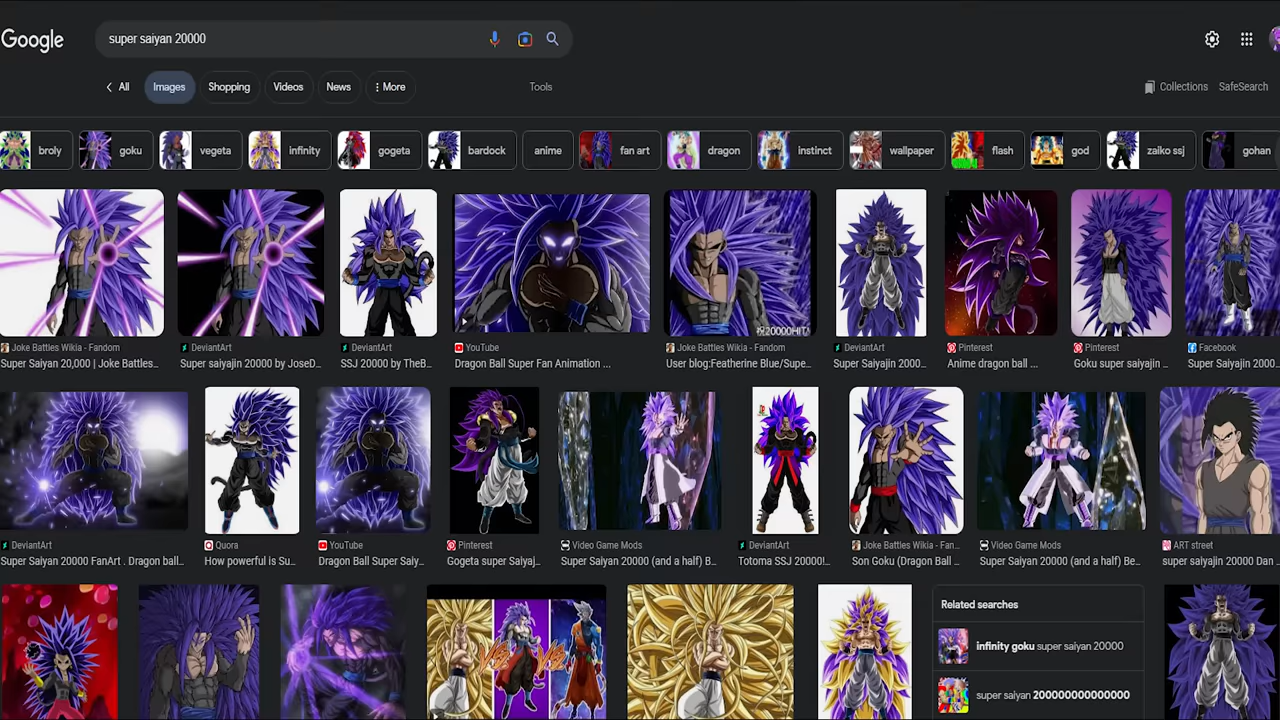 Google
super saiyan 20000
All
Images
Shopping
Videos
News
More
Tools
Collections
SafeSearch
broly
goku
vegeta
infinity
gogeta
bardock
anime
fan art
dragon
instinct
wallpaper
flash
god
zaiko ssj
gohan
Joke Battles Wikia - Fandom
Super Saiyan 20,000 | Joke Battles...
DeviantArt
Super saiyajin 20000 by JoseD...
DeviantArt
SSJ 20000 by TheB...
YouTube
Dragon Ball Super Fan Animation ...
Joke Battles Wikia - Fandom
User blog:Featherine Blue/Supe...
DeviantArt
Super Saiyajin 2000...
Pinterest
Anime dragon ball ...
Pinterest
Goku super saiyajin ...
Facebook
Super Saiyajin 2000...
DeviantArt
Super Saiyan 20000 FanArt . Dragon ball...
Quora
How powerful is Su...
YouTube
Dragon Ball Super Saiy...
Pinterest
Gogeta super Saiyaj...
Video Game Mods
Super Saiyan 20000 (and a half) B...
DeviantArt
Totoma SSJ 20000!...
Joke Battles Wikia - Fan...
Son Goku (Dragon Ball ...
Video Game Mods
Super Saiyan 20000 (and a half) Be...
ART street
super saiyajin 20000 Dan ...
Related searches
infinity goku super saiyan 20000
super saiyan 200000000000000